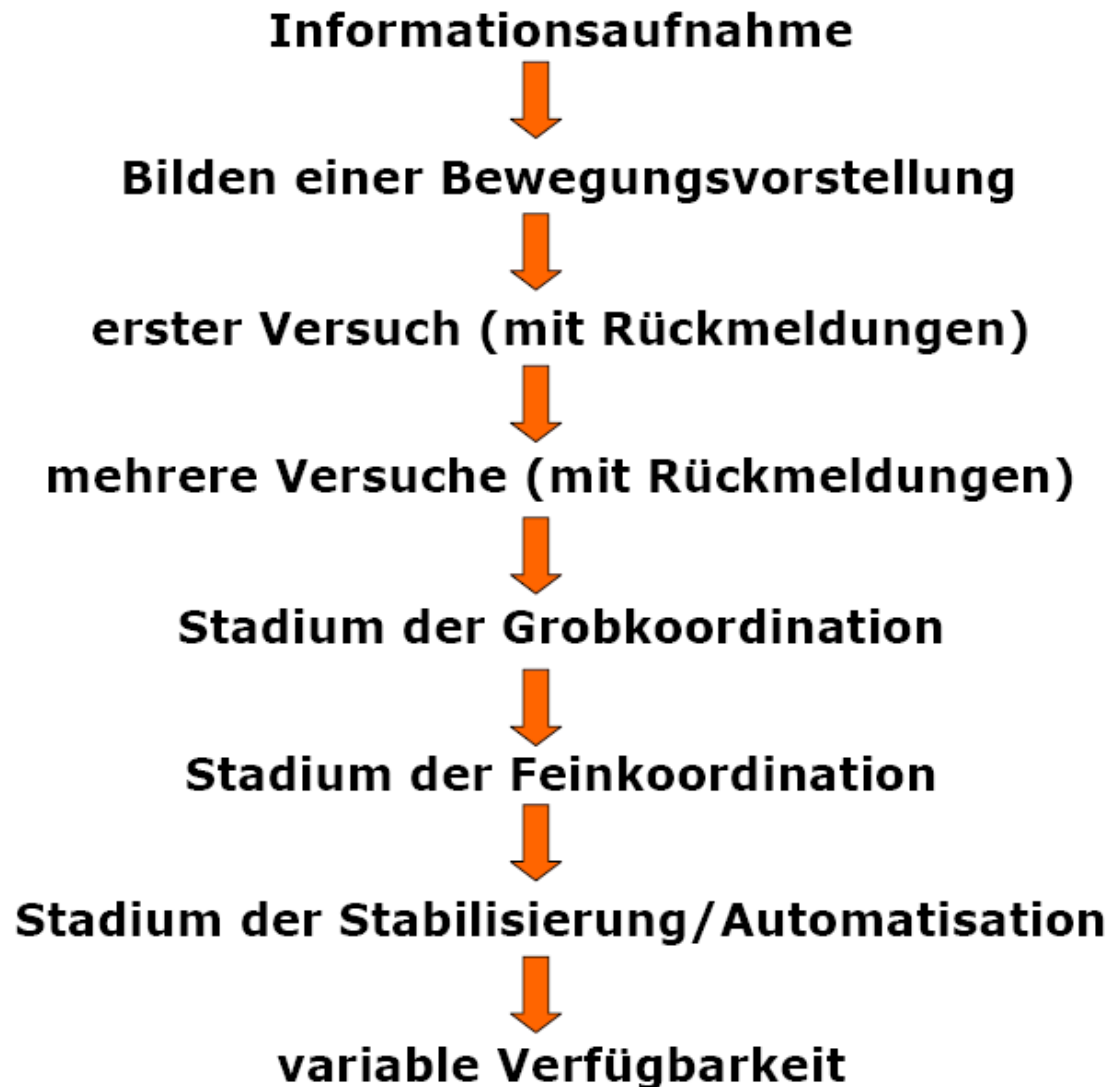 Informationsaufnahme
Bilden einer Bewegungsvorstellung
erster Versuch (mit Rückmeldungen)
mehrere Versuche (mit Rückmeldungen)
Stadium der Grobkoordination
Stadium der Feinkoordination
Stadium der Stabilisierung/Automatisation
variable Verfügbarkeit